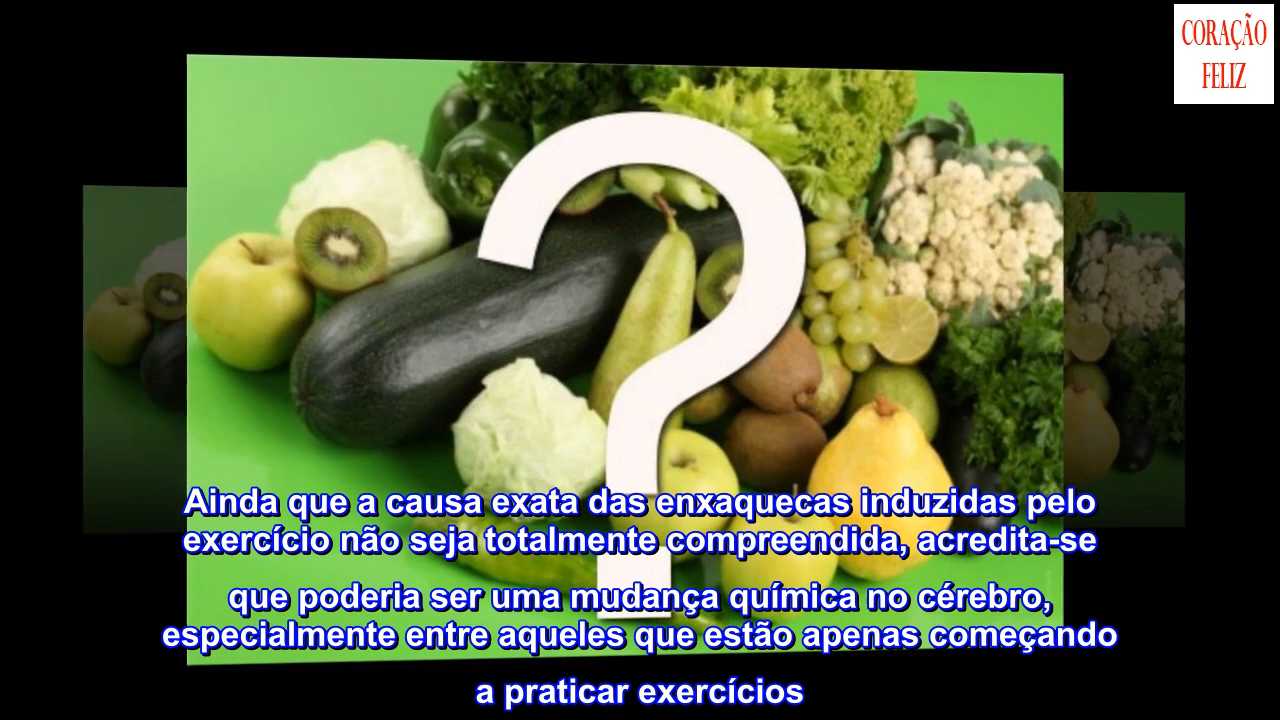 CORAÇÃO
FELIZ
?
Ainda que a causa exata das enxaquecas induzidas pelo
exercício não seja totalmente compreendida, acredita-se
que poderia ser uma mudança química no cérebro,
especialmente entre aqueles que estão apenas começando
a praticar exercícios